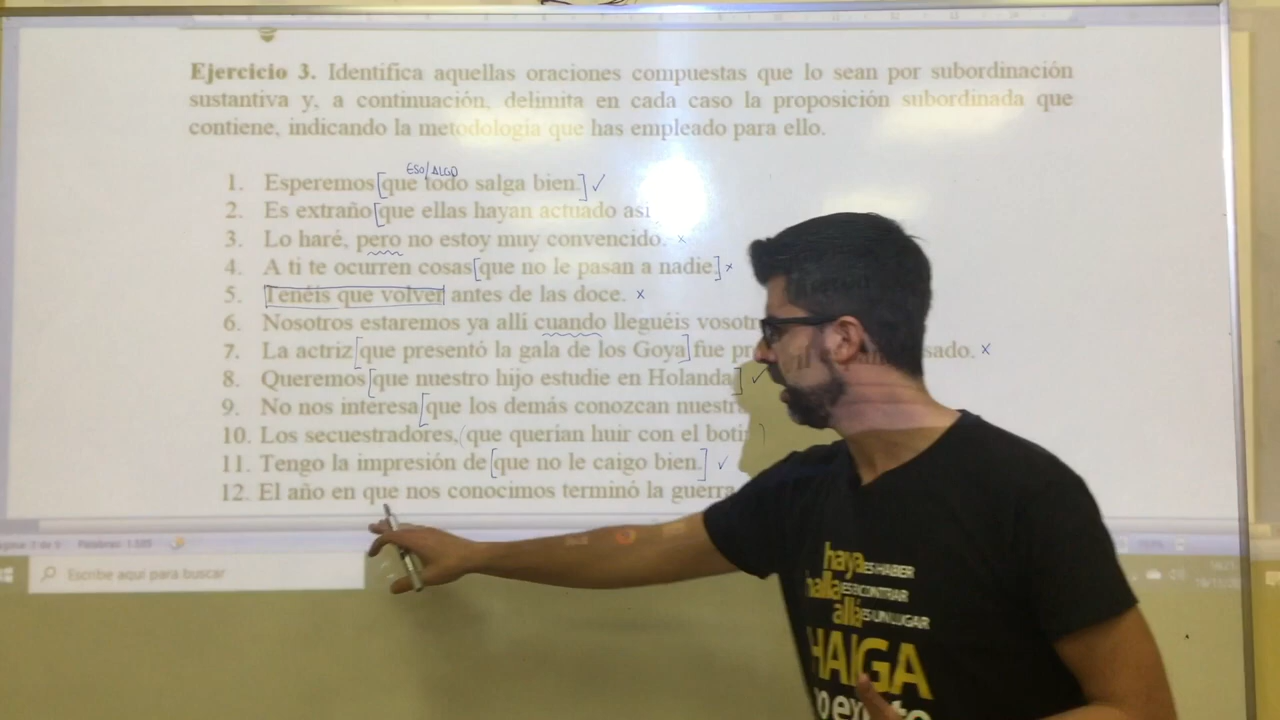 Ejercicio 3. Identifica aquellas oraciones compuestas que lo sean por subordinación
sustantiva y, a continuación, delimita en cada caso la proposición subordinada que
contiene, indicando la metodología que has empleado para ello.
ESO/ALGO
1. Esperemos [que todo salga bien.] ✓
2. Es extraño [que ellas hayan actuado así
3. Lo haré, pero no estoy muy convencido. x
4. A ti te ocurren cosas [que no le pasan a nadie.] x
5. Tenéis que volver antes de las doce. x
6. Nosotros estaremos ya allí cuando lleguéis
7. La actriz [que presentó la gala de los Goya] fue x
8. Queremos [que nuestro hijo estudie en Holanda.] ✓
9. No nos interesa [que los demás conozcan
10. Los secuestradores, (que querían huir con el )
11. Tengo la impresión de [que no le caigo bien.] ✓
12. El año en que nos conocimos terminó la guerra
Palabras: 1.585
Escribe aquí para buscar
haya ES HABER
halla ES ENCONTRAR
allá ES UN LUGAR
HAIGA